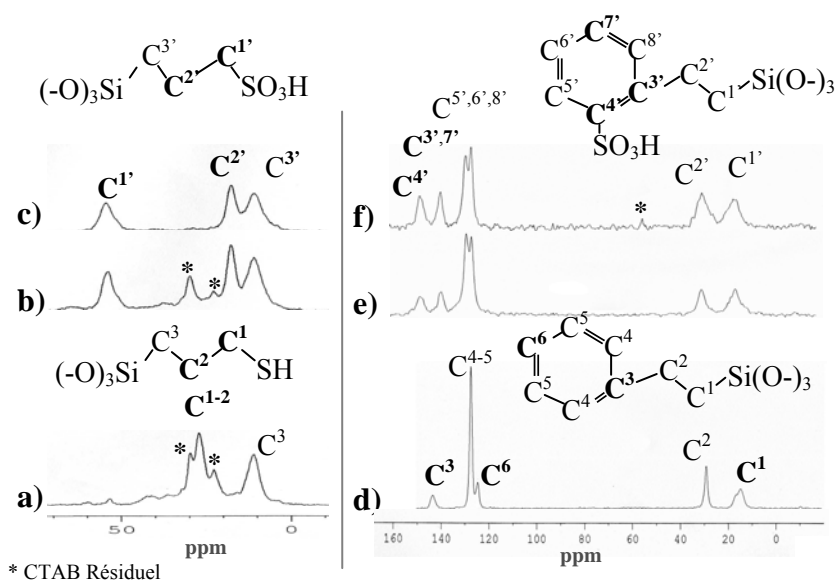 C3’ C1’
(-O)3Si C2’ SO3H
C1’ C2’ C3’
c)
* *
b)
C3 C1
(-O)3Si C2 SH
C1-2
* * C3
a)
50 0
ppm
* CTAB Résiduel
C7’
C6’ C8’
C5’ C3’ C2’ Si(O-)3
C4’ C1’
SO3H
C5’,6’,8’
C3’,7’
C4’ C2’ C1’
f) *
e)
C5
C6 C4
C5 C3 C2 Si(O-)3
C4 C1
C4-5
C3 C6 C2 C1
d)
160 140 120 100 80 60 40 20 0
ppm